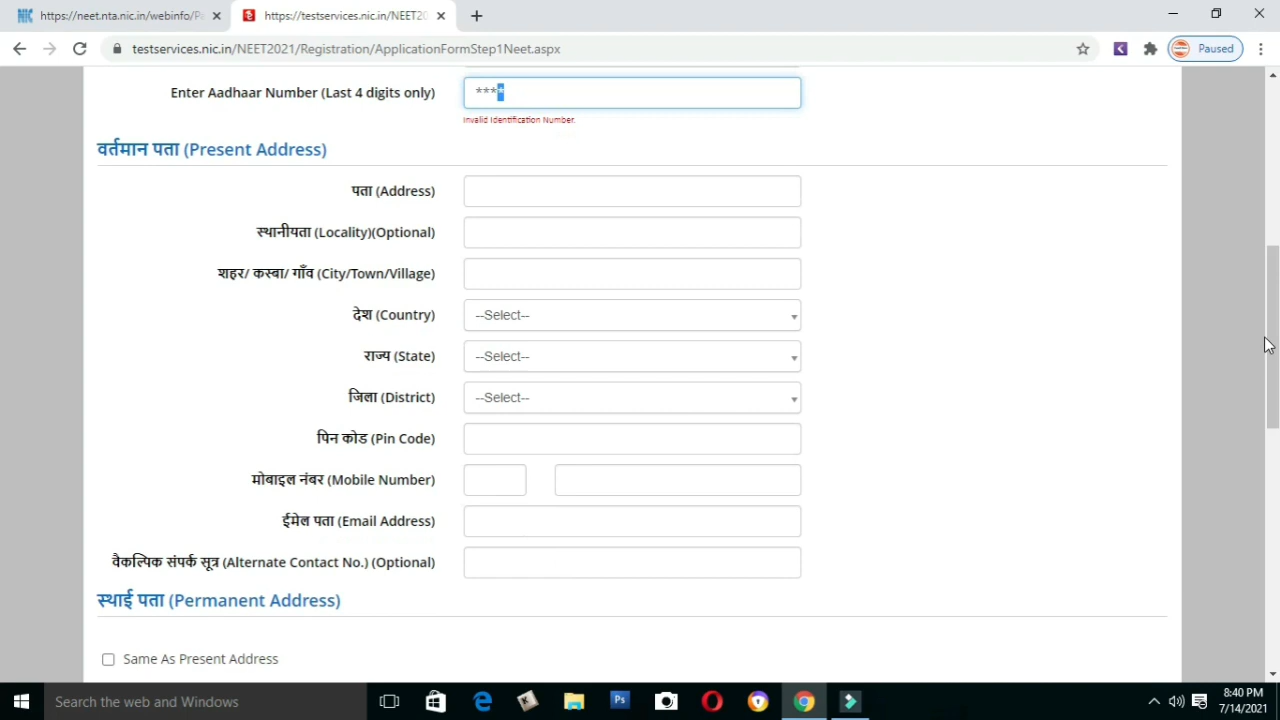 https://neet.nta.nic.in/webinfo/P
https://testservices.nic.in/NEET20
testservices.nic.in/NEET2021/Registration/ApplicationFormStep1Neet.aspx
Paused
Enter Aadhaar Number (Last 4 digits only)
****
Invalid Identification Number.
वर्तमान पता (Present Address)
पता (Address)
स्थानीयता (Locality)(Optional)
शहर/ कस्बा/ गाँव (City/Town/Village)
देश (Country)
--Select--
राज्य (State)
--Select--
जिला (District)
--Select--
पिन कोड (Pin Code)
मोबाइल नंबर (Mobile Number)
ईमेल पता (Email Address)
वैकल्पिक संपर्क सूत्र (Alternate Contact No.) (Optional)
स्थाई पता (Permanent Address)
Same As Present Address
Search the web and Windows
Ps
8:40 PM
7/14/2021